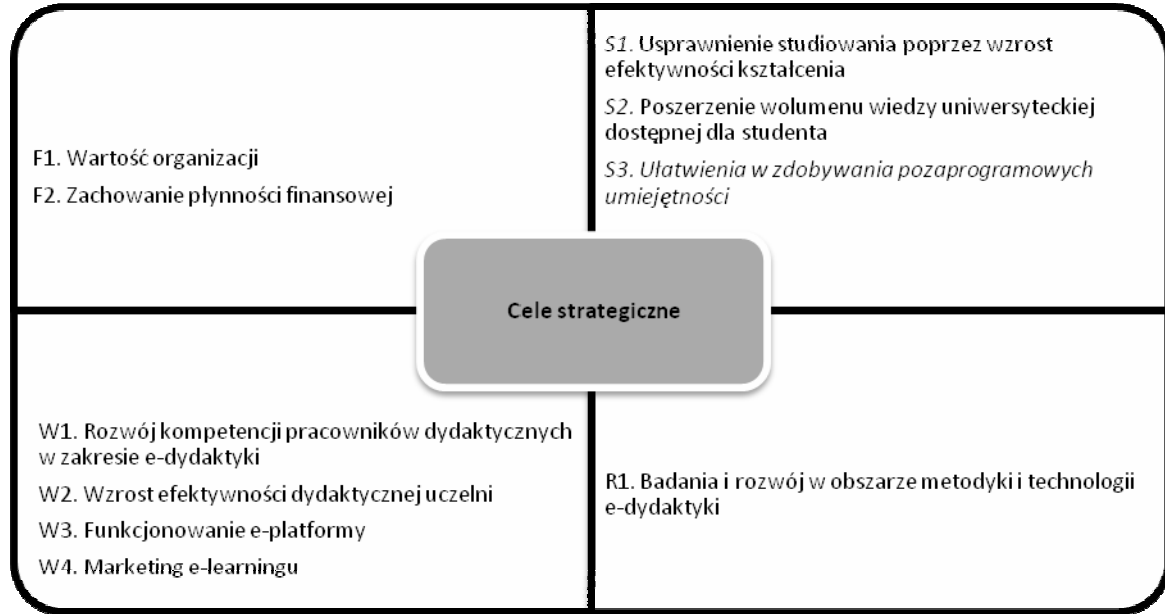 F1. Wartość organizacji
F2. Zachowanie płynności finansowej
S1. Usprawnienie studiowania poprzez wzrost
efektywności kształcenia
S2. Poszerzenie wolumenu wiedzy uniwersyteckiej
dostępnej dla studenta
S3. Ułatwienia w zdobywania pozaprogramowych
umiejętności
Cele strategiczne
W1. Rozwój kompetencji pracowników dydaktycznych
w zakresie e-dydaktyki
W2. Wzrost efektywności dydaktycznej uczelni
W3. Funkcjonowanie e-platformy
W4. Marketing e-learningu
R1. Badania i rozwój w obszarze metodyki i technologii
e-dydaktyki